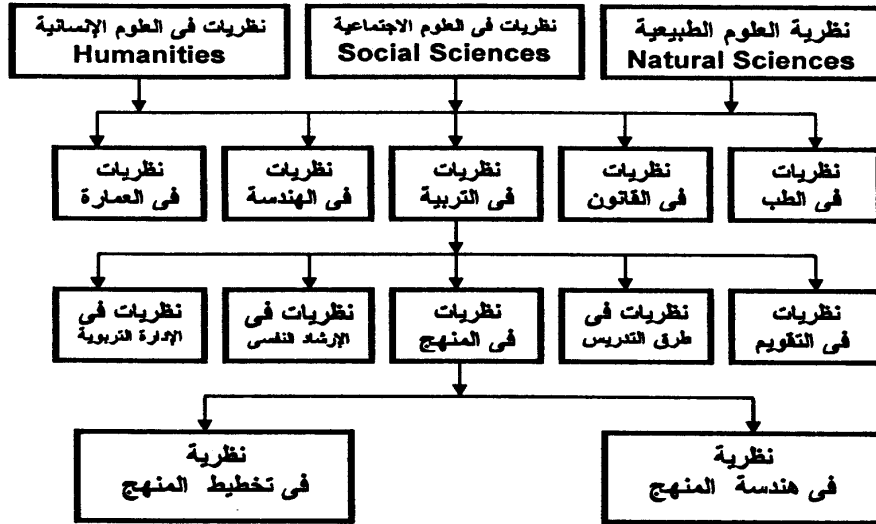 نظرية العلوم الطبيعية
Natural Sciences
نظريات فى العلوم الاجتماعية
Social Sciences
نظريات فى العلوم الإنسانية
Humanities
نظريات
فى الطب
نظريات
فى القانون
نظريات
فى التربية
نظريات
فى الهندسة
نظريات
فى العمارة
نظريات
فى التقويم
نظريات فى
طرق التدريس
نظريات
فى المنهج
نظريات فى
الإرشاد النفسى
نظريات فى
الإدارة التربوية
نظرية
فى هندسة المنهج
نظرية
فى تخطيط المنهج